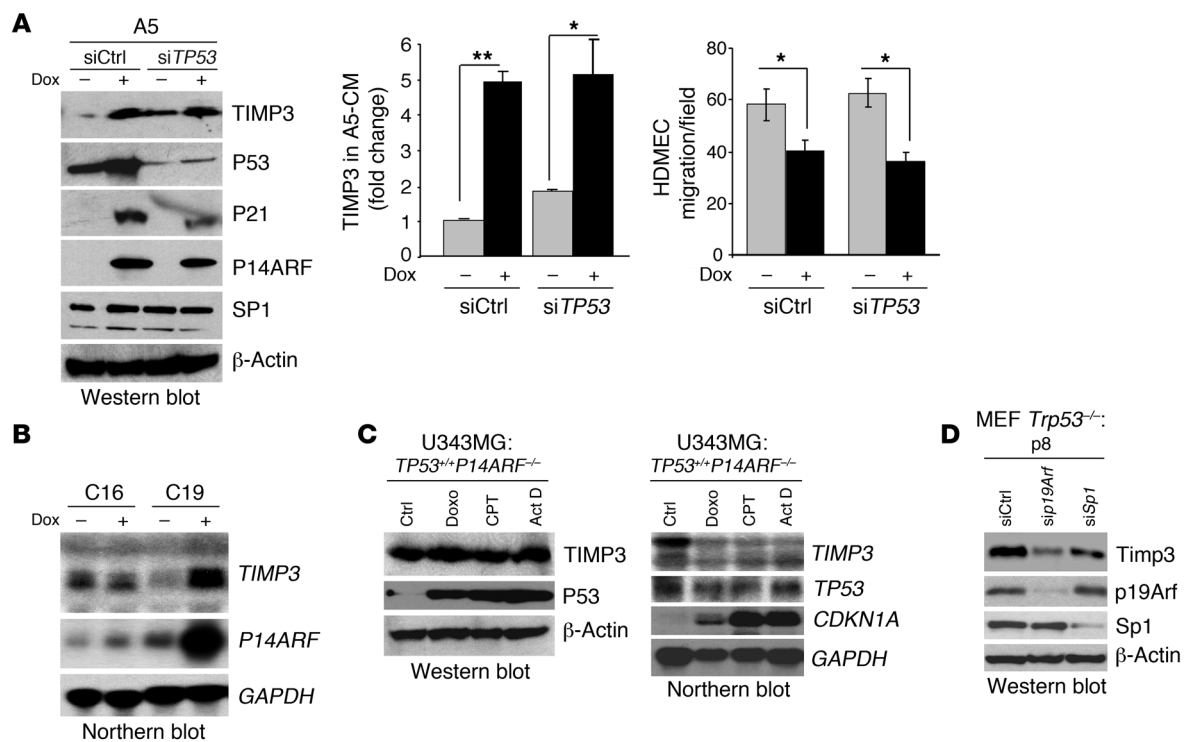 A
A5
siCtrl siTP53
Dox – + – +
TIMP3
P53
P21
P14ARF
SP1
β-Actin
Western blot
TIMP3 in A5-CM
(fold change)
6
5
4
3
2
1
0
** *
Dox – + – +
siCtrl siTP53
HDMEC
migration/field
80
60
40
20
0
* *
Dox – + – +
siCtrl siTP53
B
C16 C19
Dox – + – +
TIMP3
P14ARF
GAPDH
Northern blot
C
U343MG:
TP53+/+P14ARF–/–
Ctrl Doxo CPT Act D
TIMP3
P53
β-Actin
Western blot
U343MG:
TP53+/+P14ARF–/–
Ctrl Doxo CPT Act D
TIMP3
TP53
CDKN1A
GAPDH
Northern blot
D
MEF Trp53–/–:
p8
siCtrl sip19Arf siSp1
Timp3
p19Arf
Sp1
β-Actin
Western blot